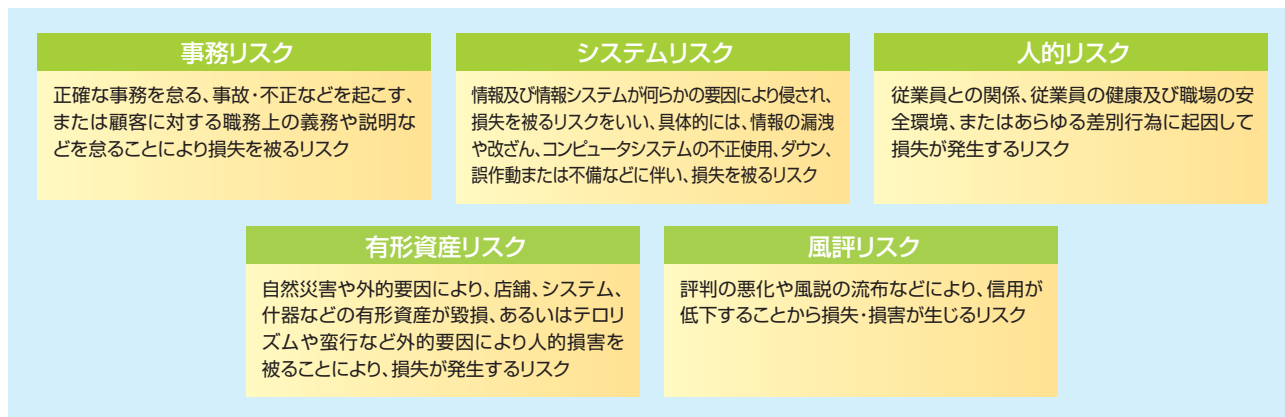 事務リスク
正確な事務を怠る、事故・不正などを起こす、
または顧客に対する職務上の義務や説明な
どを怠ることにより損失を被るリスク
システムリスク
情報及び情報システムが何らかの要因により侵され、
損失を被るリスクをいい、具体的には、情報の漏洩
や改ざん、コンピュータシステムの不正使用、ダウン、
誤作動または不備などに伴い、損失を被るリスク
人的リスク
従業員との関係、従業員の健康及び職場の安
全環境、またはあらゆる差別行為に起因して
損失が発生するリスク
有形資産リスク
自然災害や外的要因により、店舗、システム、
什器などの有形資産が毀損、あるいはテロリ
ズムや蛮行など外的要因により人的損害を
被ることにより、損失が発生するリスク
風評リスク
評判の悪化や風説の流布などにより、信用が
低下することから損失・損害が生じるリスク